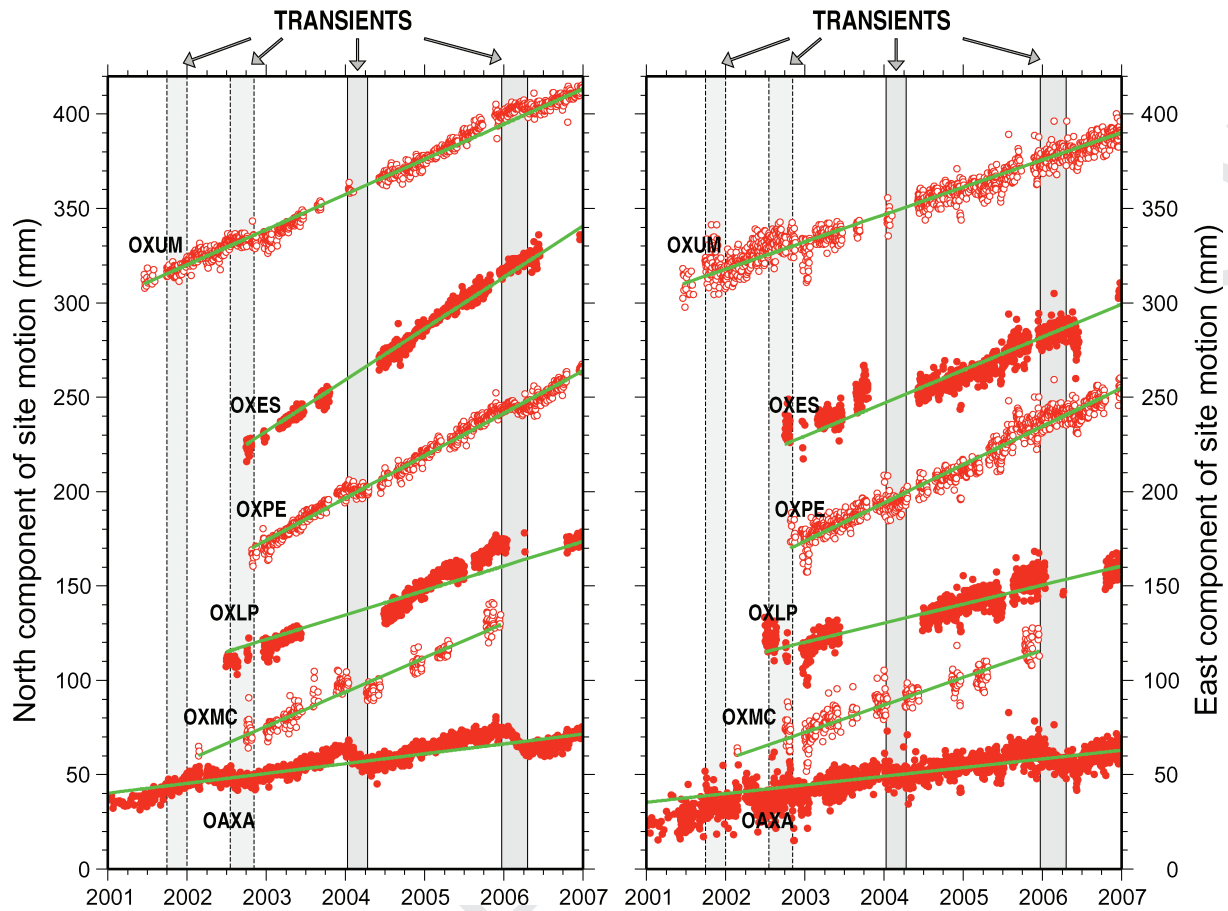 TRANSIENTS TRANSIENTS
North component of site motion (mm)
400
350
300
250
200
150
100
50
0
OXUM
OXES
OXPE
OXLP
OXMC
OAXA
2001 2002 2003 2004 2005 2006 2007
OXUM
OXES
OXPE
OXLP
OXMC
OAXA
2001 2002 2003 2004 2005 2006 2007
400
350
300
250
200
150
100
50
0
East component of site motion (mm)